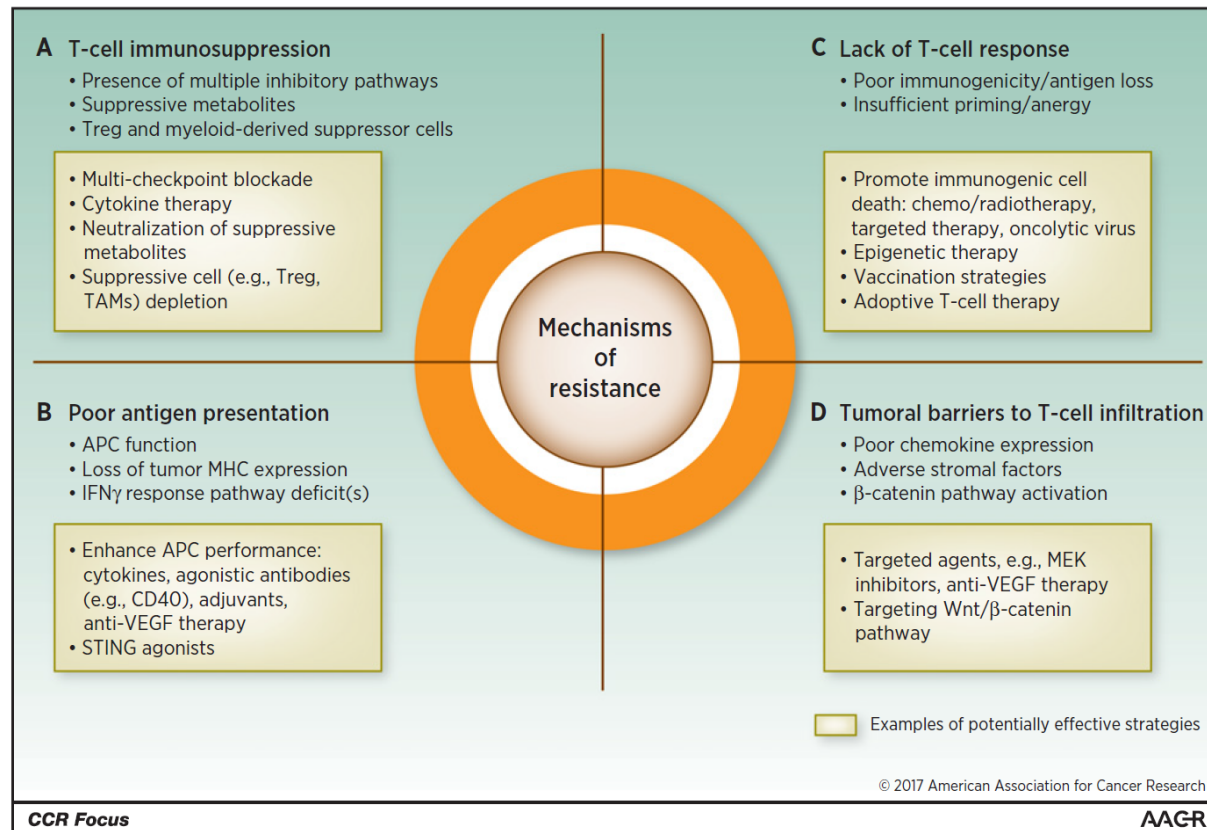 A T-cell immunosuppression
• Presence of multiple inhibitory pathways
• Suppressive metabolites
• Treg and myeloid-derived suppressor cells
• Multi-checkpoint blockade
• Cytokine therapy
• Neutralization of suppressive
metabolites
• Suppressive cell (e.g., Treg,
TAMs) depletion
B Poor antigen presentation
• APC function
• Loss of tumor MHC expression
• IFNγ response pathway deficit(s)
• Enhance APC performance:
cytokines, agonistic antibodies
(e.g., CD40), adjuvants,
anti-VEGF therapy
• STING agonists
Mechanisms
of
resistance
C Lack of T-cell response
• Poor immunogenicity/antigen loss
• Insufficient priming/anergy
• Promote immunogenic cell
death: chemo/radiotherapy,
targeted therapy, oncolytic virus
• Epigenetic therapy
• Vaccination strategies
• Adoptive T-cell therapy
D Tumoral barriers to T-cell infiltration
• Poor chemokine expression
• Adverse stromal factors
• β-catenin pathway activation
• Targeted agents, e.g., MEK
inhibitors, anti-VEGF therapy
• Targeting Wnt/β-catenin
pathway
Examples of potentially effective strategies
© 2017 American Association for Cancer Research
CCR Focus
AACR